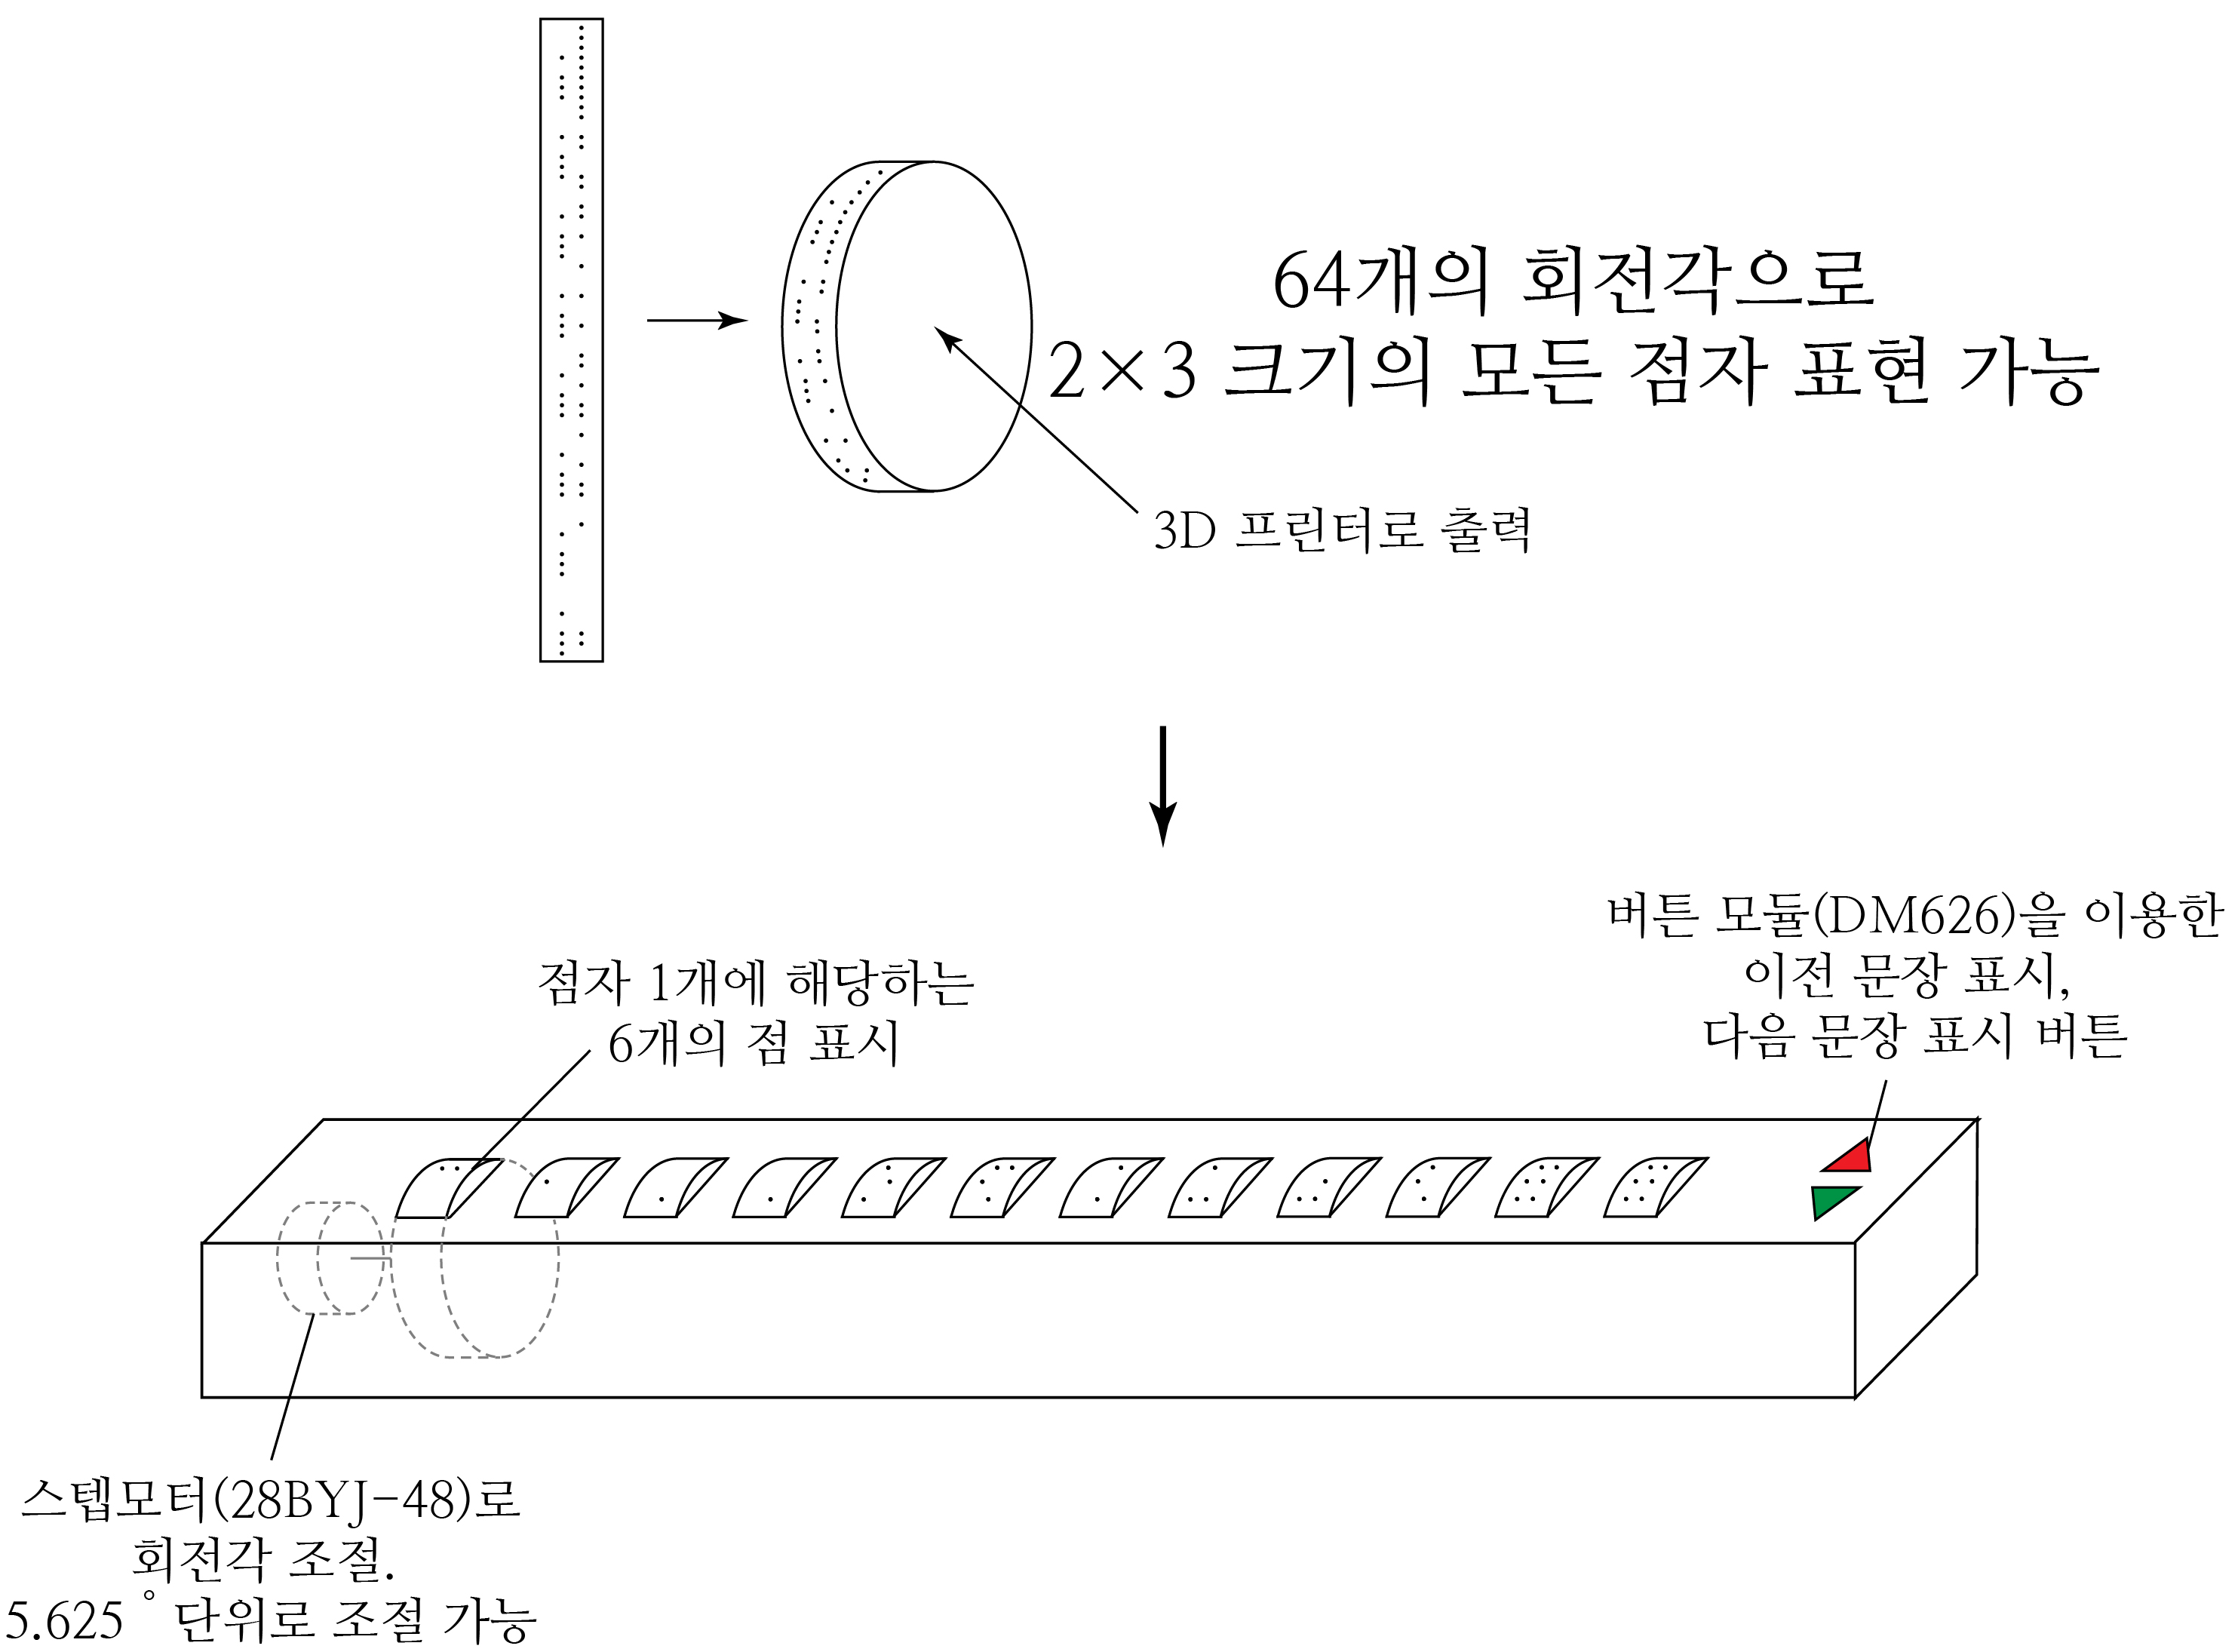 64개의 회전각으로
2×3 크기의 모든 점자 표현 가능
3D 프린터로 출력
버튼 모듈(DM626)을 이용한
이전 문장 표시,
다음 문장 표시 버튼
점자 1개에 해당하는
6개의 점 표시
스텝모터(28BYJ-48)로
회전각 조절.
5.625˚ 단위로 조절 가능